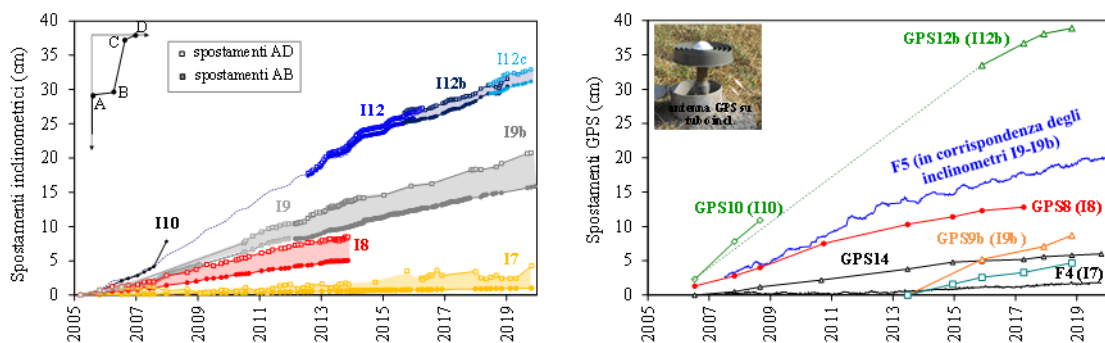 Spostamenti inclinometrici (cm)
40
35
30
25
20
15
10
5
0
D
C
A
B
spostamenti AD
spostamenti AB
I12c
I12b
I12
I9b
I10
I9
I8
I7
2005
2007
2009
2011
2013
2015
2017
2019
Spostamenti GPS (cm)
40
35
30
25
20
15
10
5
0
antenna GPS su
tubo incl.
GPS12b (I12b)
F5 (in corrispondenza degli
inclinometri I9-I9b)
GPS10 (I10)
GPS8 (I8)
GPS9b (I9b)
GPS14
F4 (I7)
2005
2007
2009
2011
2013
2015
2017
2019